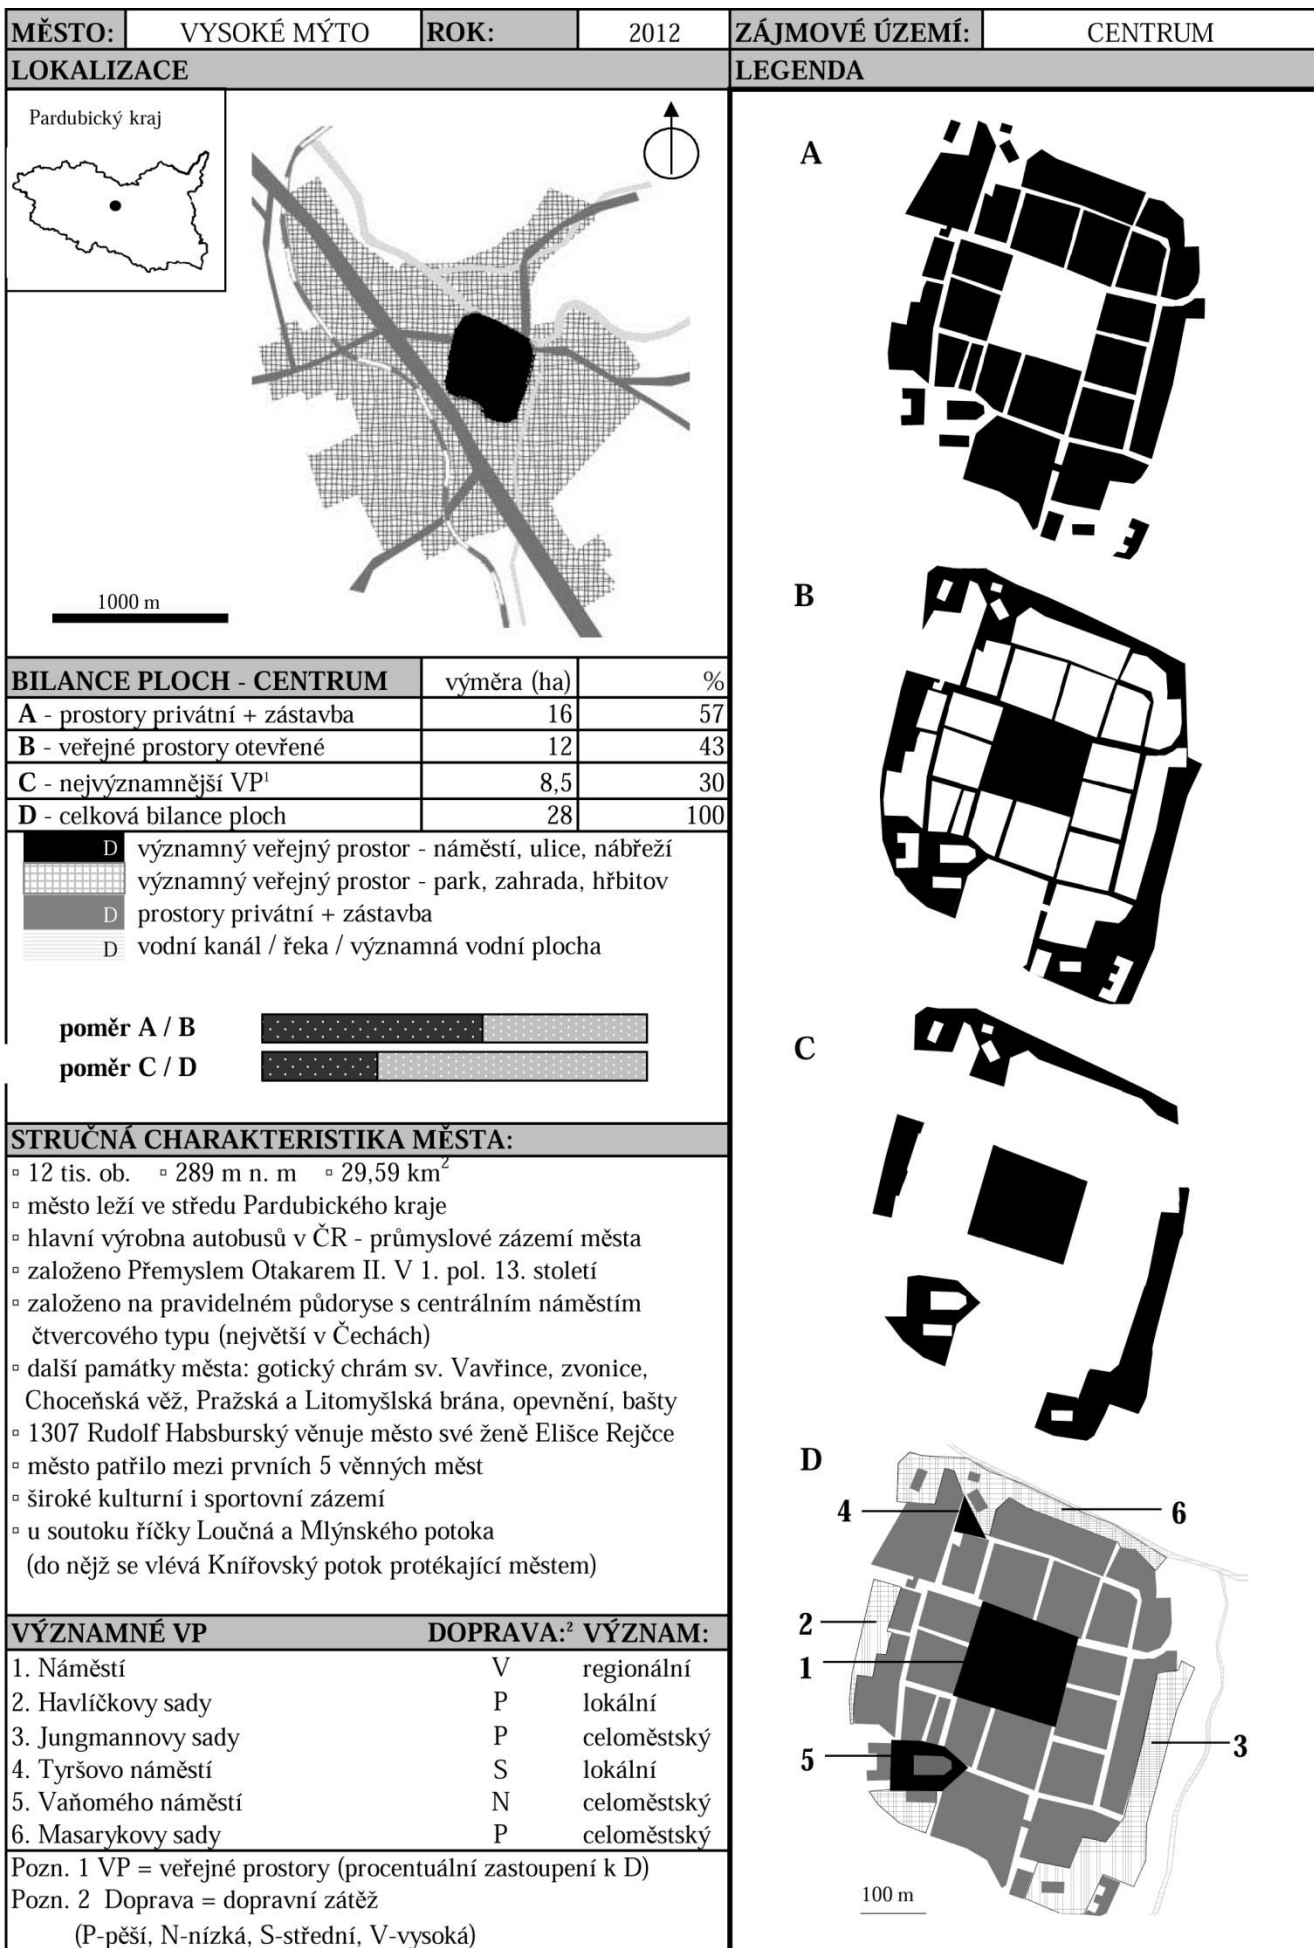 MĚSTO: VYSOKÉ MÝTO ROK: 2012 ZÁJMOVÉ ÚZEMÍ: CENTRUM
LOKALIZACE
Pardubický kraj
1000 m
BILANCE PLOCH - CENTRUM výměra (ha) %
A - prostory privátní + zástavba 16 57
B - veřejné prostory otevřené 12 43
C - nejvýznamnější VP¹ 8,5 30
D - celková bilance ploch 28 100
D významný veřejný prostor - náměstí, ulice, nábřeží
významný veřejný prostor - park, zahrada, hřbitov
D prostory privátní + zástavba
D vodní kanál / řeka / významná vodní plocha
poměr A / B
poměr C / D
STRUČNÁ CHARAKTERISTIKA MĚSTA:
▫ 12 tis. ob. ▫ 289 m n. m ▫ 29,59 km²
▫ město leží ve středu Pardubického kraje
▫ hlavní výrobna autobusů v ČR - průmyslové zázemí města
▫ založeno Přemyslem Otakarem II. V 1. pol. 13. století
▫ založeno na pravidelném půdoryse s centrálním náměstím
čtvercového typu (největší v Čechách)
▫ další památky města: gotický chrám sv. Vavřince, zvonice,
Choceňská věž, Pražská a Litomyšlská brána, opevnění, bašty
▫ 1307 Rudolf Habsburský věnuje město své ženě Elišce Rejčce
▫ město patřilo mezi prvních 5 věnných měst
▫ široké kulturní i sportovní zázemí
▫ u soutoku říčky Loučná a Mlýnského potoka
(do nějž se vlévá Knířovský potok protékající městem)
VÝZNAMNÉ VP DOPRAVA:² VÝZNAM:
1. Náměstí V regionální
2. Havlíčkovy sady P lokální
3. Jungmannovy sady P celoměstský
4. Tyršovo náměstí S lokální
5. Vaňomého náměstí N celoměstský
6. Masarykovy sady P celoměstský
Pozn. 1 VP = veřejné prostory (procentuální zastoupení k D)
Pozn. 2 Doprava = dopravní zátěž
(P-pěší, N-nízká, S-střední, V-vysoká)
LEGENDA
A
B
C
D
4
6
2
1
3
5
100 m